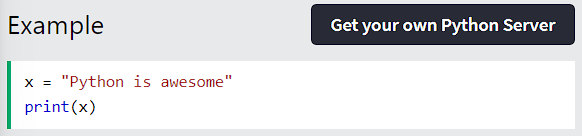 Example
Get your own Python Server
x = "Python is awesome"
print(x)